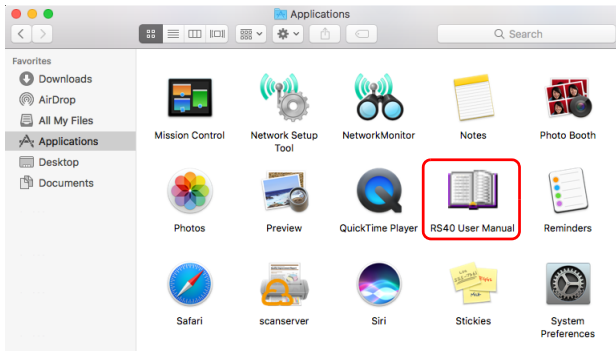 Applications
Search
Favorites
Downloads
AirDrop
All My Files
Applications
Desktop
Documents
Mission Control
Network Setup
Tool
NetworkMonitor
Notes
Photo Booth
Photos
Preview
QuickTime Player
RS40 User Manual
Reminders
Safari
scanserver
Siri
Stickies
System
Preferences